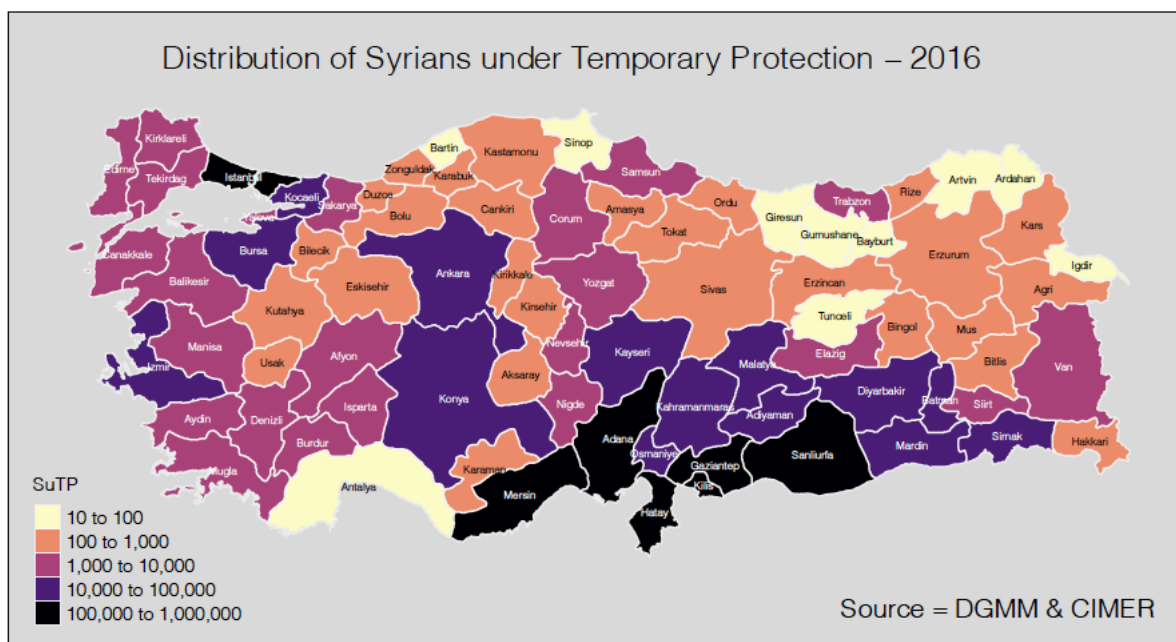 Distribution of Syrians under Temporary Protection – 2016
Kirklareli
Edirne
Tekirdag
Istanbul
Kocaeli
Yalova
Sakarya
Duzce
Zonguldak
Bartin
Karabuk
Kastamonu
Sinop
Samsun
Bolu
Cankiri
Corum
Amasya
Ordu
Tokat
Giresun
Gumushane
Bayburt
Trabzon
Rize
Artvin
Ardahan
Kars
Erzurum
Igdir
Agri
Canakkale
Balikesir
Bursa
Bilecik
Eskisehir
Kutahya
Ankara
Kirikkale
Kirsehir
Yozgat
Sivas
Erzincan
Tunceli
Bingol
Mus
Bitlis
Van
Manisa
Usak
Afyon
Izmir
Aydin
Denizli
Isparta
Burdur
Mugla
Antalya
Konya
Aksaray
Nevsehir
Nigde
Kayseri
Malatya
Elazig
Diyarbakir
Batman
Siirt
Sirnak
Hakkari
Mardin
Adiyaman
Kahramanmaras
Karaman
Mersin
Adana
Osmaniye
Gaziantep
Kilis
Hatay
Sanliurfa
SuTP
10 to 100
100 to 1,000
1,000 to 10,000
10,000 to 100,000
100,000 to 1,000,000
Source = DGMM & CIMER